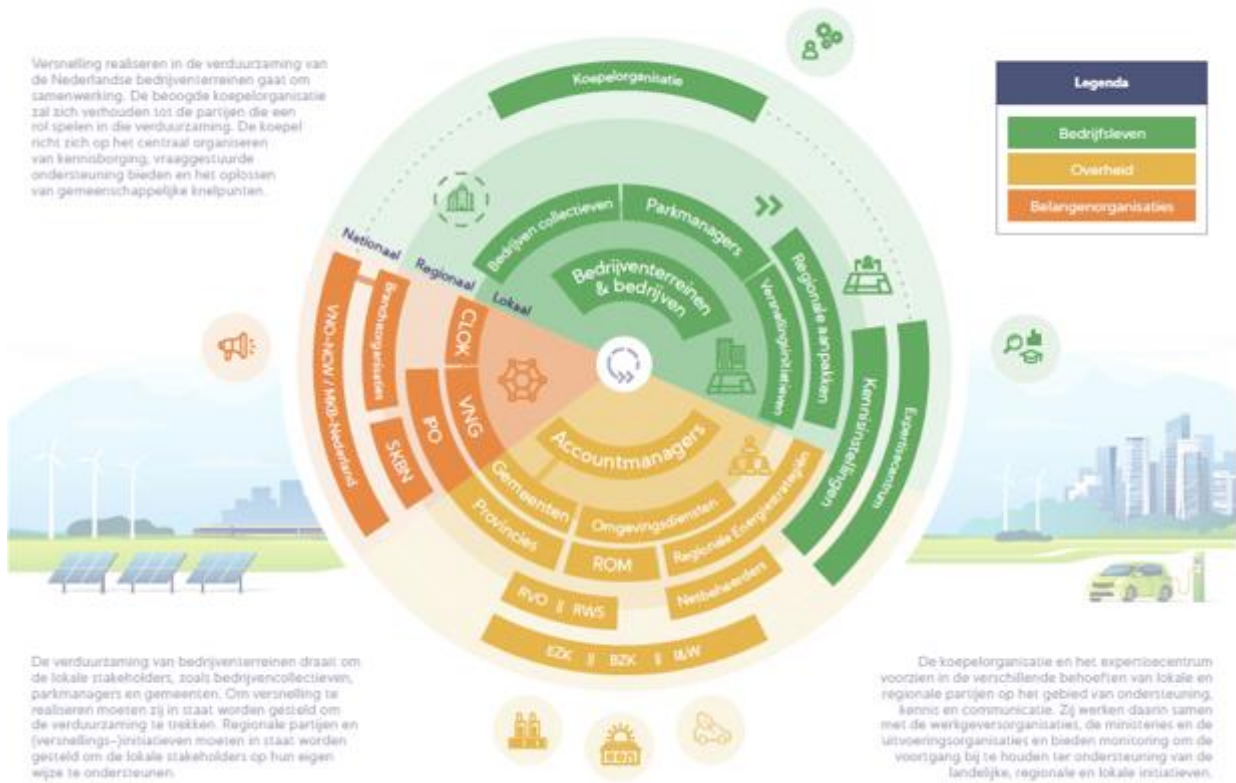 Versnelling realiseren in de verduurzaming van
de Nederlandse bedrijventerreinen gaat om
samenwerking. De beoogde koepelorganisatie
zal zich verhouden tot de partijen die een
rol spelen in die verduurzaming. De koepel
richt zich op het centraal organiseren
van kennisborging, vraaggestuurde
ondersteuning bieden en het oplossen
van gemeenschappelijke knelpunten.
Legenda
Bedrijfsleven
Overheid
Belangenorganisaties
Koepelorganisatie
Nationaal
Regionaal
Lokaal
Bedrijven collectieven
Parkmanagers
Bedrijventerreinen
& bedrijven
Versnellinginitiatieven
Regionale aanpakken
Kennisinstellingen
Expertisecentrum
VNO-NCW / MKB-Nederland
Brancheorganisaties
SKBN
IPO
CLOK
VNG
Accountmanagers
Gemeenten
Omgevingsdiensten
Provincies
ROM
Regionale Energiestrategieën
RVO || RWS
Netbeheerders
EZK || BZK || I&W
De verduurzaming van bedrijventerreinen draait om
de lokale stakeholders, zoals bedrijvencollectieven,
parkmanagers en gemeenten. Om versnelling te
realiseren moeten zij in staat worden gesteld om
de verduurzaming te trekken. Regionale partijen en
(versnellings-)initiatieven moeten in staat worden
gesteld om de lokale stakeholders op hun eigen
wijze te ondersteunen.
De koepelorganisatie en het expertisecentrum
voorzien in de verschillende behoeften van lokale en
regionale partijen op het gebied van ondersteuning,
kennis en communicatie. Zij werken daarin samen
met de werkgeversorganisaties, de ministeries en de
uitvoeringsorganisaties en bieden monitoring om de
voortgang bij te houden ter ondersteuning van de
landelijke, regionale en lokale initiatieven.